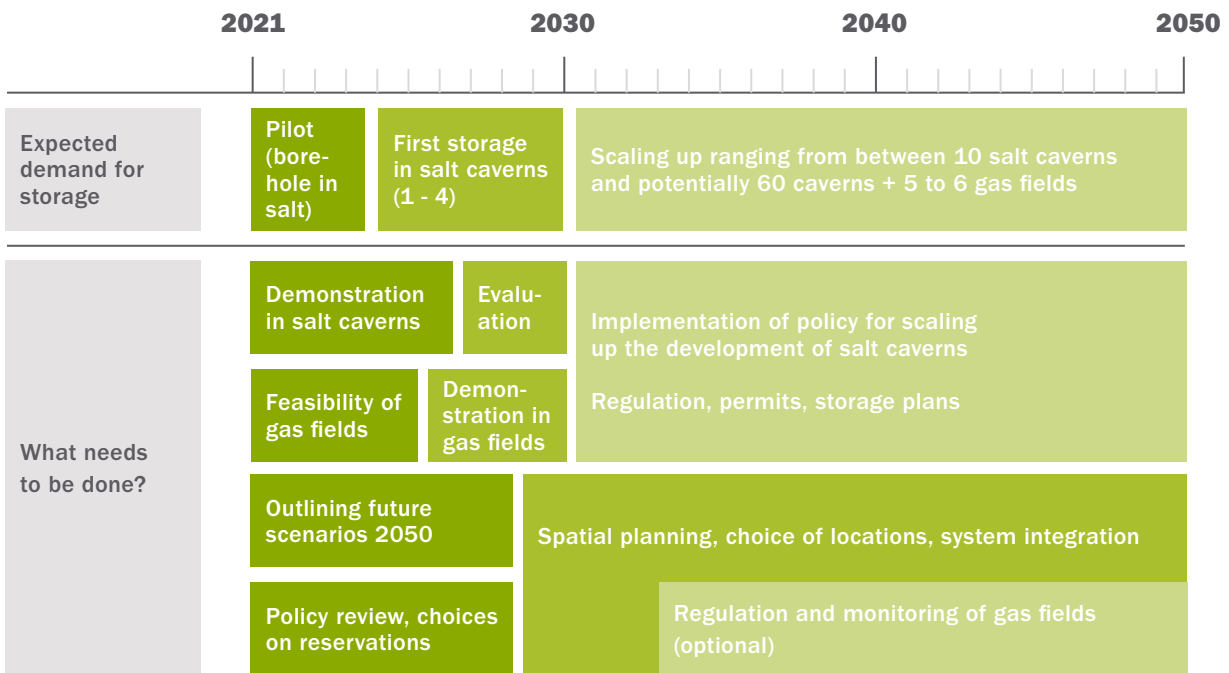 2021 2030 2040 2050
Expected
demand for
storage
Pilot
(bore-
hole in
salt)
First storage
in salt caverns
(1 - 4)
Scaling up ranging from between 10 salt caverns
and potentially 60 caverns + 5 to 6 gas fields
What needs
to be done?
Demonstration
in salt caverns
Evalu-
ation
Implementation of policy for scaling
up the development of salt caverns
Regulation, permits, storage plans
Feasibility of
gas fields
Demon-
stration in
gas fields
Outlining future
scenarios 2050
Spatial planning, choice of locations, system integration
Policy review, choices
on reservations
Regulation and monitoring of gas fields
(optional)